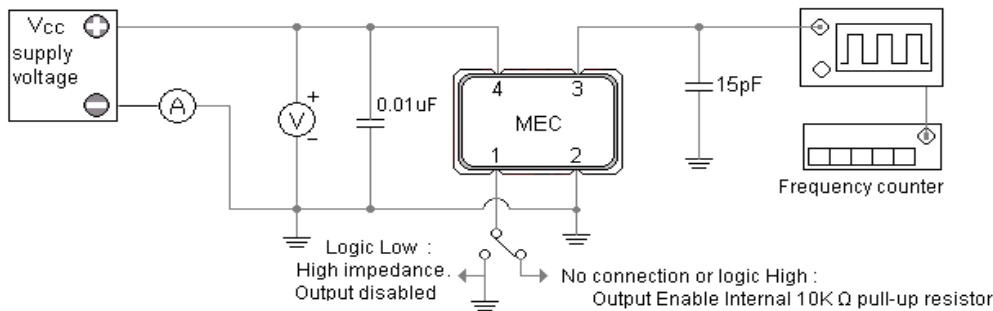 Vcc
supply
voltage
A
V
+
–
0.01uF
4
3
MEC
1
2
15pF
Frequency counter
Logic Low :
High impedance.
Output disabled
No connection or logic High :
Output Enable Internal 10K Ω pull-up resistor